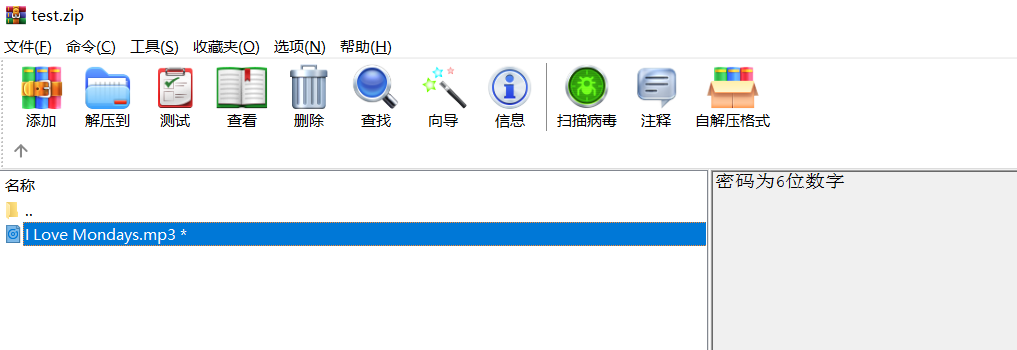 test.zip
文件(F) 命令(C) 工具(S) 收藏夹(O) 选项(N) 帮助(H)
添加 解压到 测试 查看 删除 查找 向导 信息 扫描病毒 注释 自解压格式
名称
密码为6位数字
..
I Love Mondays.mp3 *